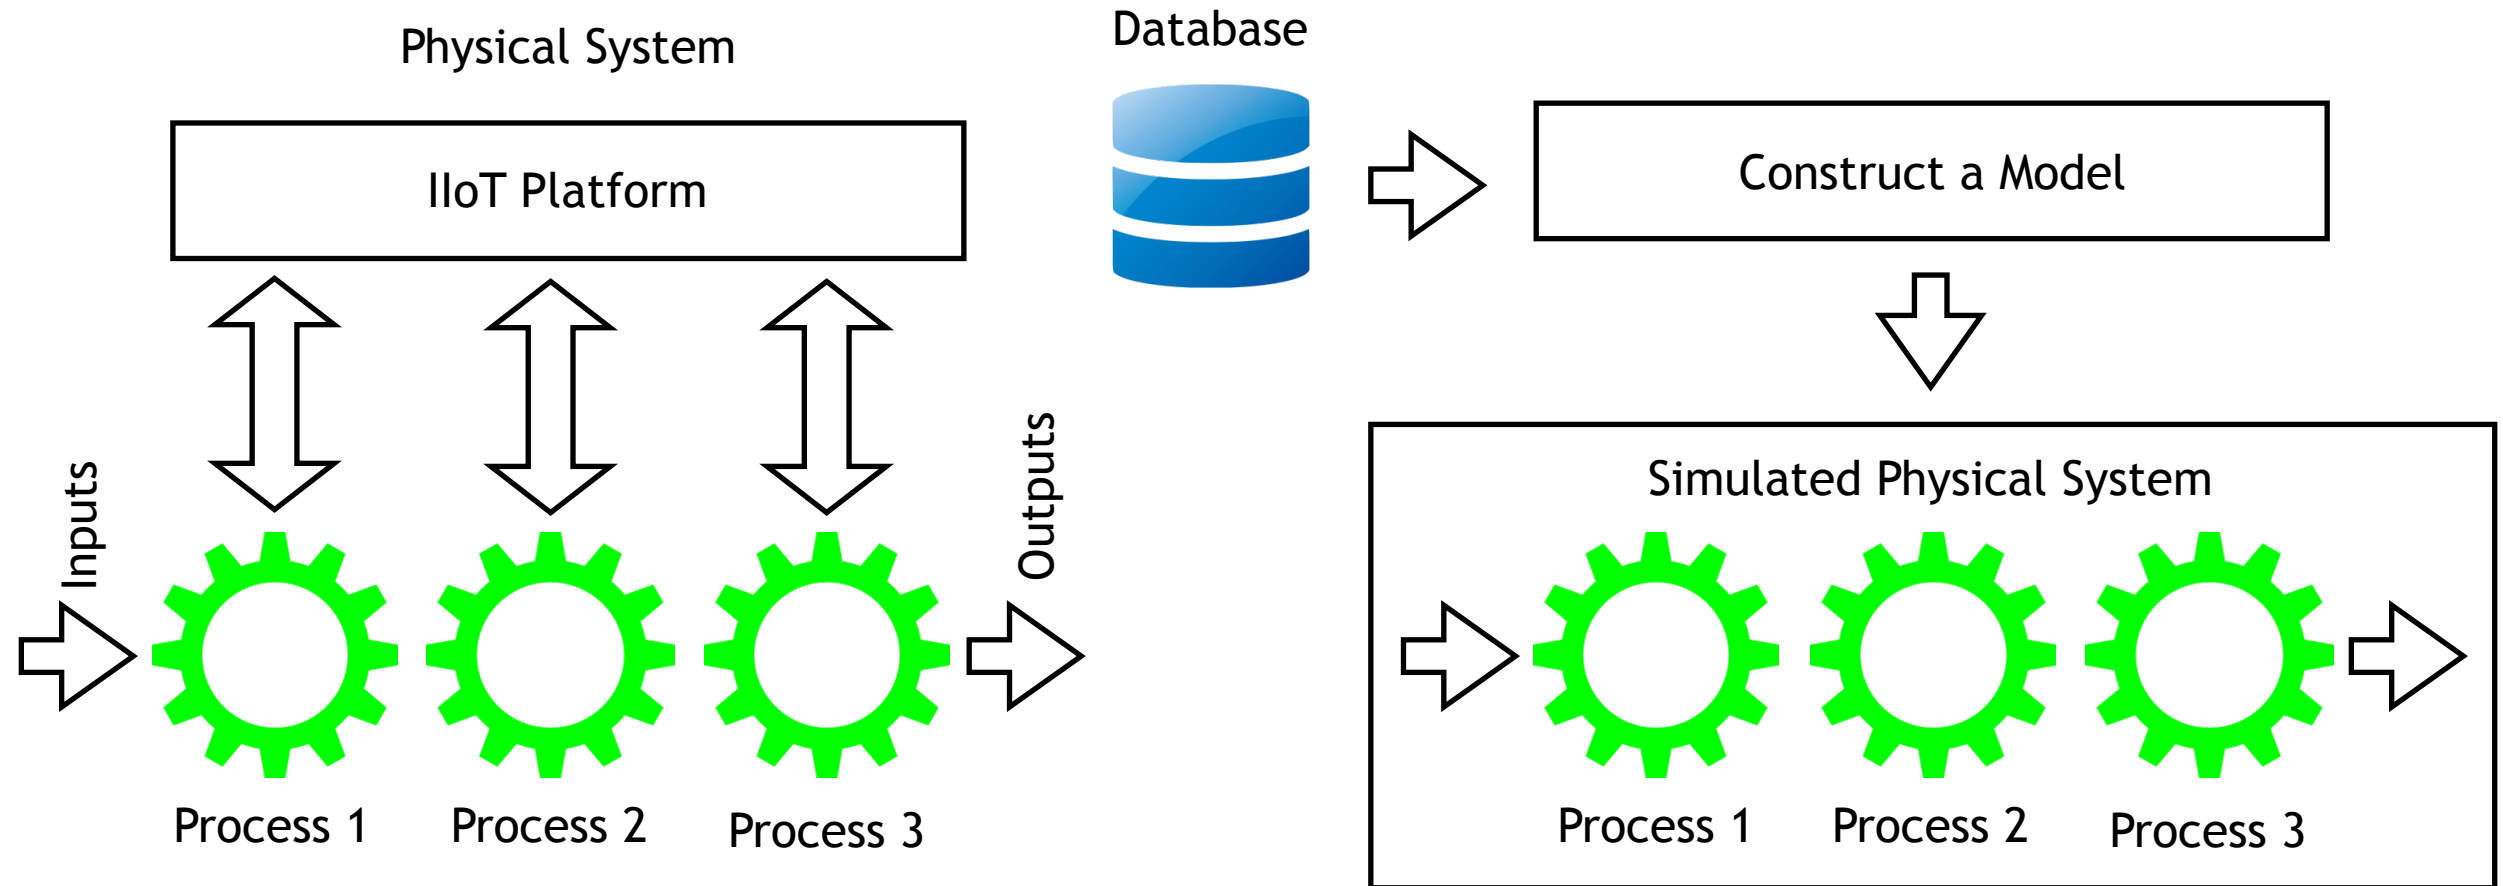 Physical System
Database
IIoT Platform
Construct a Model
Inputs
Outputs
Simulated Physical System
Process 1
Process 2
Process 3
Process 1
Process 2
Process 3